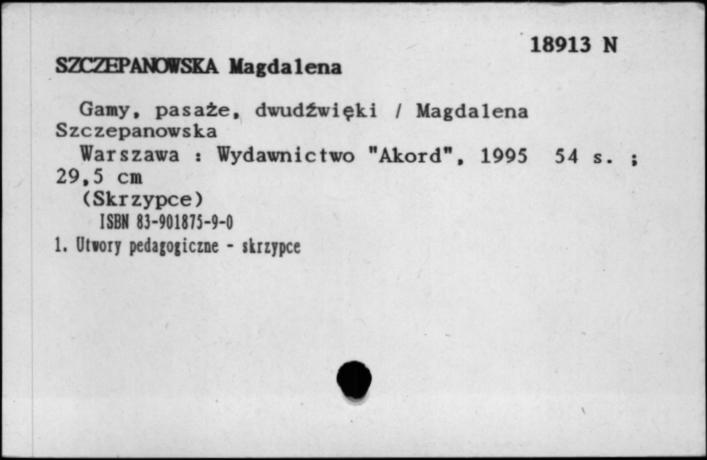 18913 N
SZCZEPANOWSKA Magdalena
Gamy, pasaże, dwudźwięki / Magdalena
Szczepanowska
Warszawa : Wydawnictwo "Akord", 1995 54 s. ;
29,5 cm
(Skrzypce)
ISBN 83-901875-9-0
1. Utwory pedagogiczne - skrzypce